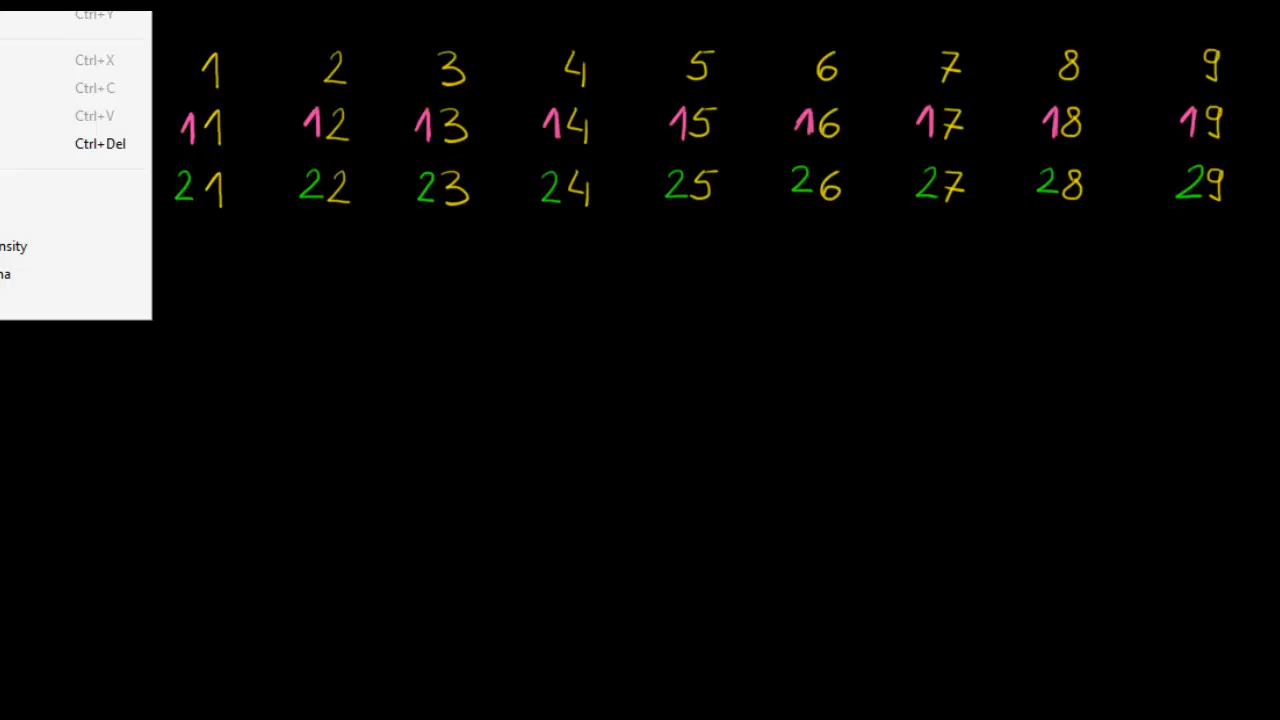 Ctrl+Y
Ctrl+X
Ctrl+C
Ctrl+V
Ctrl+Del
nsity
na
1 2 3 4 5 6 7 8 9
11 12 13 14 15 16 17 18 19
21 22 23 24 25 26 27 28 29